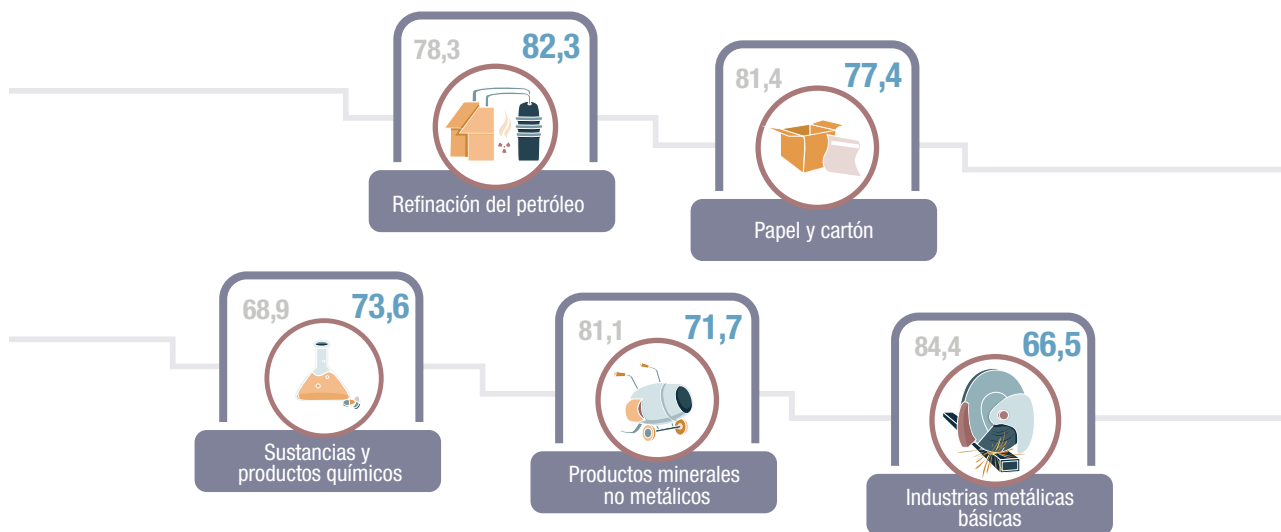 78,3 82,3
Refinación del petróleo
81,4 77,4
Papel y cartón
68,9 73,6
Sustancias y
productos químicos
81,1 71,7
Productos minerales
no metálicos
84,4 66,5
Industrias metálicas
básicas